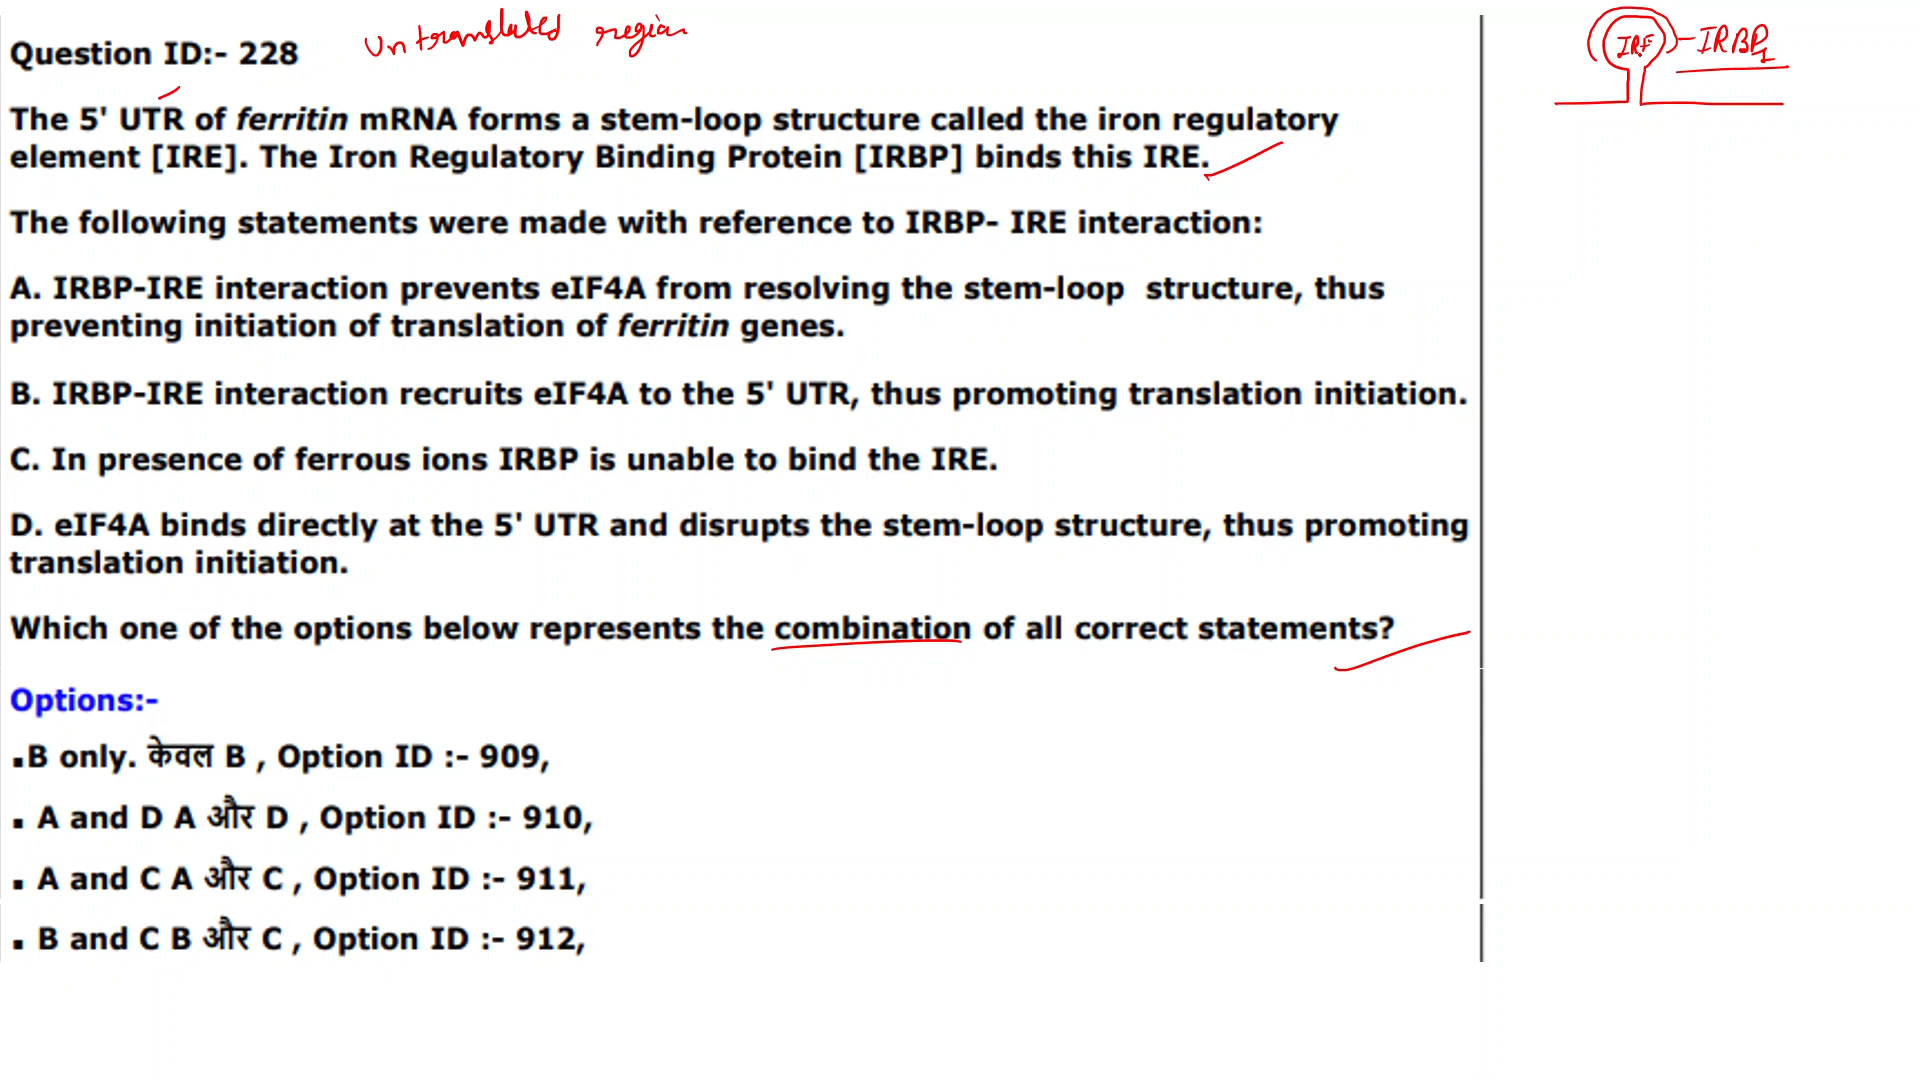 Untranslated region
Question ID:- 228
IRE - IRBP1
The 5' UTR of ferritin mRNA forms a stem-loop structure called the iron regulatory
element [IRE]. The Iron Regulatory Binding Protein [IRBP] binds this IRE.
The following statements were made with reference to IRBP- IRE interaction:
A. IRBP-IRE interaction prevents eIF4A from resolving the stem-loop structure, thus
preventing initiation of translation of ferritin genes.
B. IRBP-IRE interaction recruits eIF4A to the 5' UTR, thus promoting translation initiation.
C. In presence of ferrous ions IRBP is unable to bind the IRE.
D. eIF4A binds directly at the 5' UTR and disrupts the stem-loop structure, thus promoting
translation initiation.
Which one of the options below represents the combination of all correct statements?
Options:-
▪B only. केवल B , Option ID :- 909,
▪ A and D A और D , Option ID :- 910,
▪ A and C A और C , Option ID :- 911,
▪ B and C B और C , Option ID :- 912,